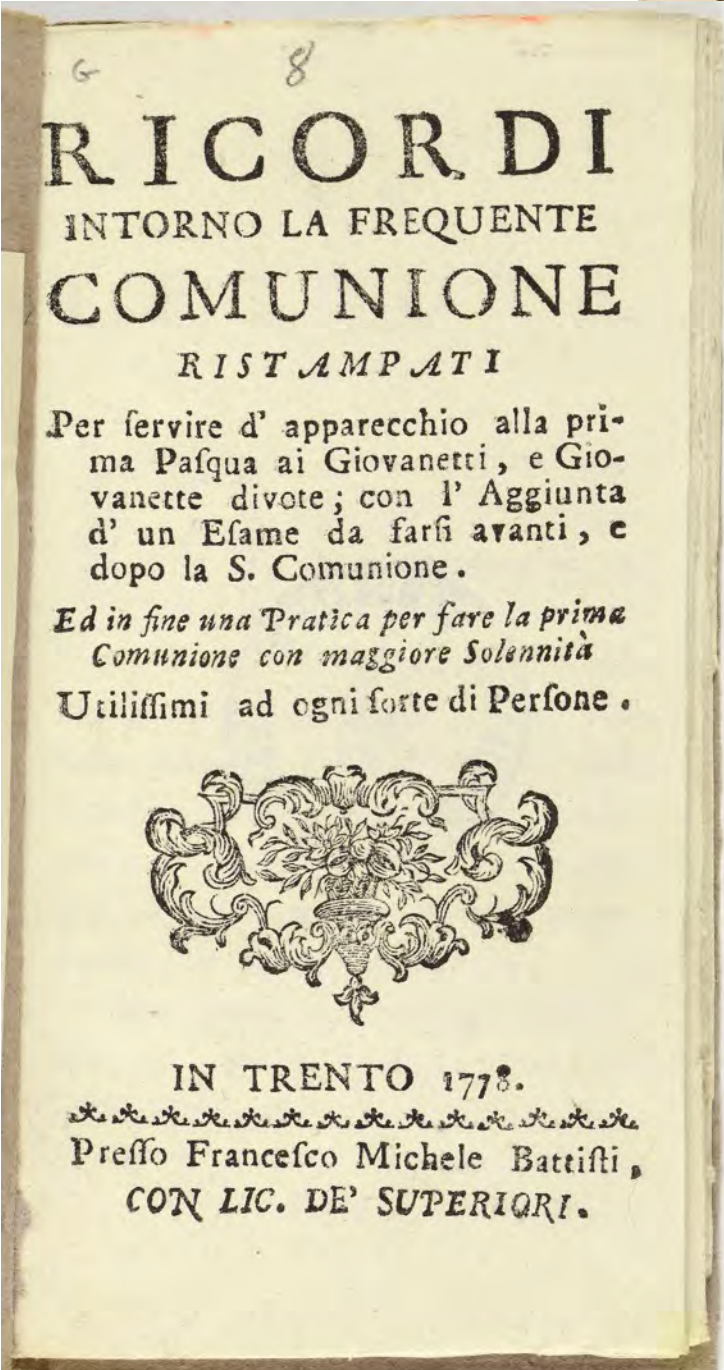 G 8
RICORDI
INTORNO LA FREQUENTE
COMUNIONE
RISTAMPATI
Per ſervire d' apparecchio alla pri-
ma Paſqua ai Giovanetti, e Gio-
vanette divote; con l' Aggiunta
d' un Eſame da farſi avanti, e
dopo la S. Comunione.
Ed in fine una Pratica per fare la prima
Comunione con maggiore Solennità
Utiliſſimi ad ogni ſorte di Perſone.
IN TRENTO 1778.
Preſſo Franceſco Michele Battiſti,
CON LIC. DE' SUPERIORI.